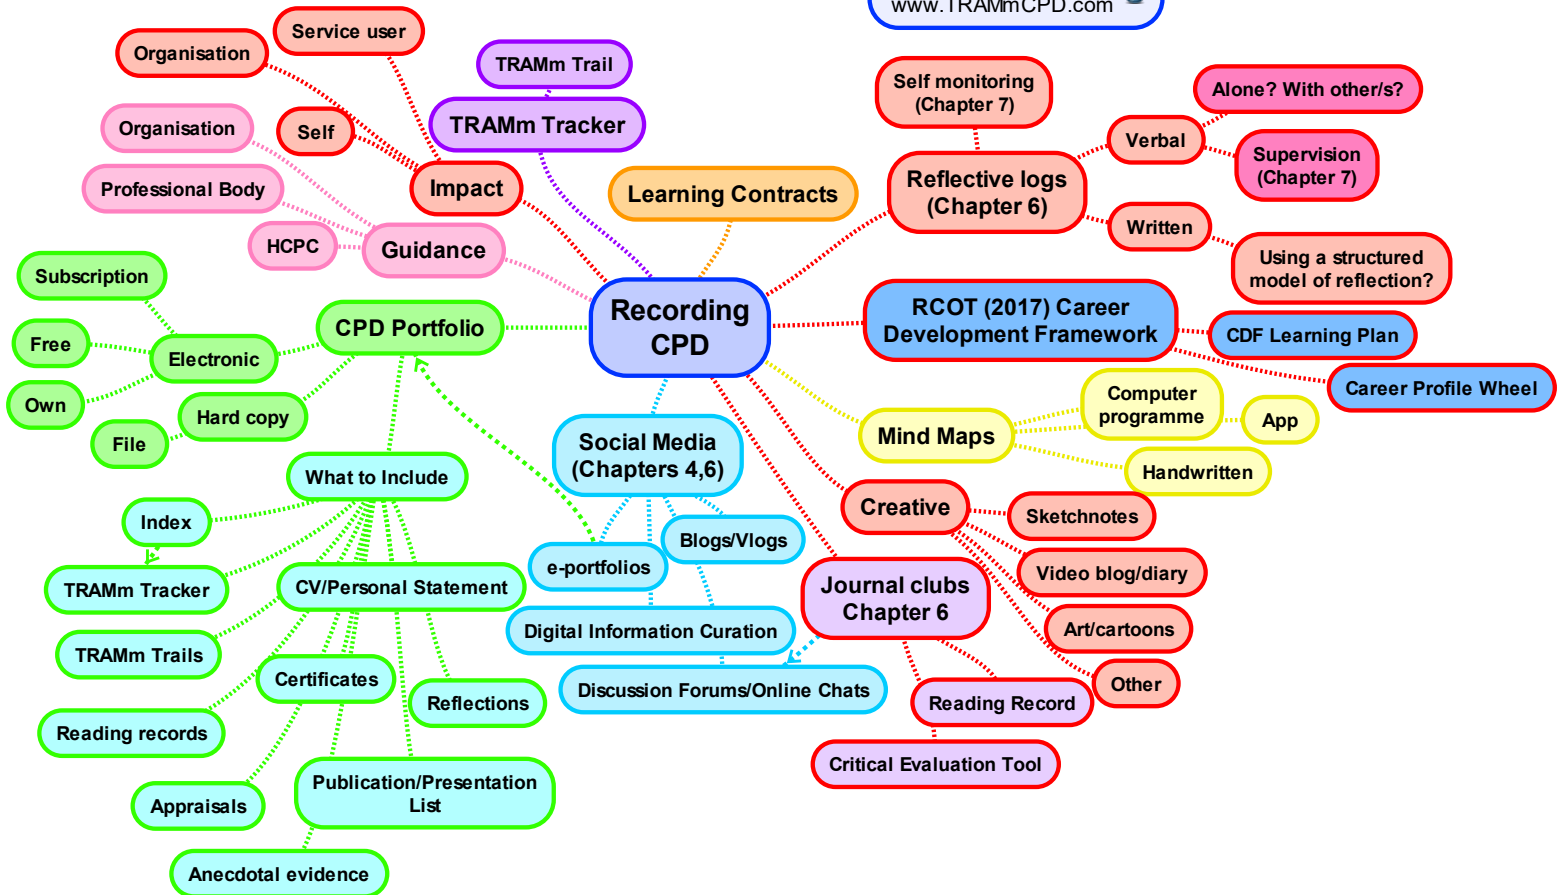 www.TRAMmCPD.com
Service user
Organisation
TRAMm Trail
TRAMm Tracker
Organisation
Self
Impact
Professional Body
HCPC
Guidance
Learning Contracts
Self monitoring
(Chapter 7)
Reflective logs
(Chapter 6)
Verbal
Alone? With other/s?
Supervision
(Chapter 7)
Written
Using a structured
model of reflection?
Recording
CPD
RCOT (2017) Career
Development Framework
CDF Learning Plan
Career Profile Wheel
Mind Maps
Computer
programme
App
Handwritten
Subscription
Free
Own
Electronic
CPD Portfolio
Hard copy
File
What to Include
Index
TRAMm Tracker
CV/Personal Statement
TRAMm Trails
Certificates
Reflections
Reading records
Appraisals
Publication/Presentation
List
Anecdotal evidence
Social Media
(Chapters 4,6)
Blogs/Vlogs
e-portfolios
Digital Information Curation
Discussion Forums/Online Chats
Creative
Sketchnotes
Video blog/diary
Art/cartoons
Other
Journal clubs
Chapter 6
Reading Record
Critical Evaluation Tool